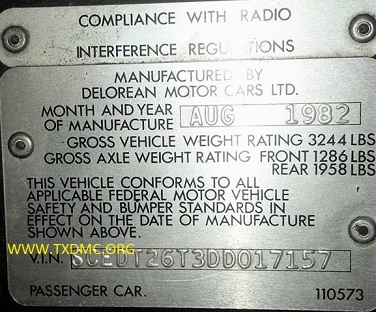 COMPLIANCE WITH RADIO
INTERFERENCE REGULATIONS
MANUFACTURED BY
DELOREAN MOTOR CARS LTD.
MONTH AND YEAR
OF MANUFACTURE AUG 1982
GROSS VEHICLE WEIGHT RATING 3244 LBS
GROSS AXLE WEIGHT RATING FRONT 1286 LBS
REAR 1958 LBS
THIS VEHICLE CONFORMS TO ALL
APPLICABLE FEDERAL MOTOR VEHICLE
SAFETY AND BUMPER STANDARDS IN
EFFECT ON THE DATE OF MANUFACTURE
SHOWN ABOVE.
WWW.TXDMC.ORG
V.I.N. SCEDT26T3DD017157
PASSENGER CAR. 110573